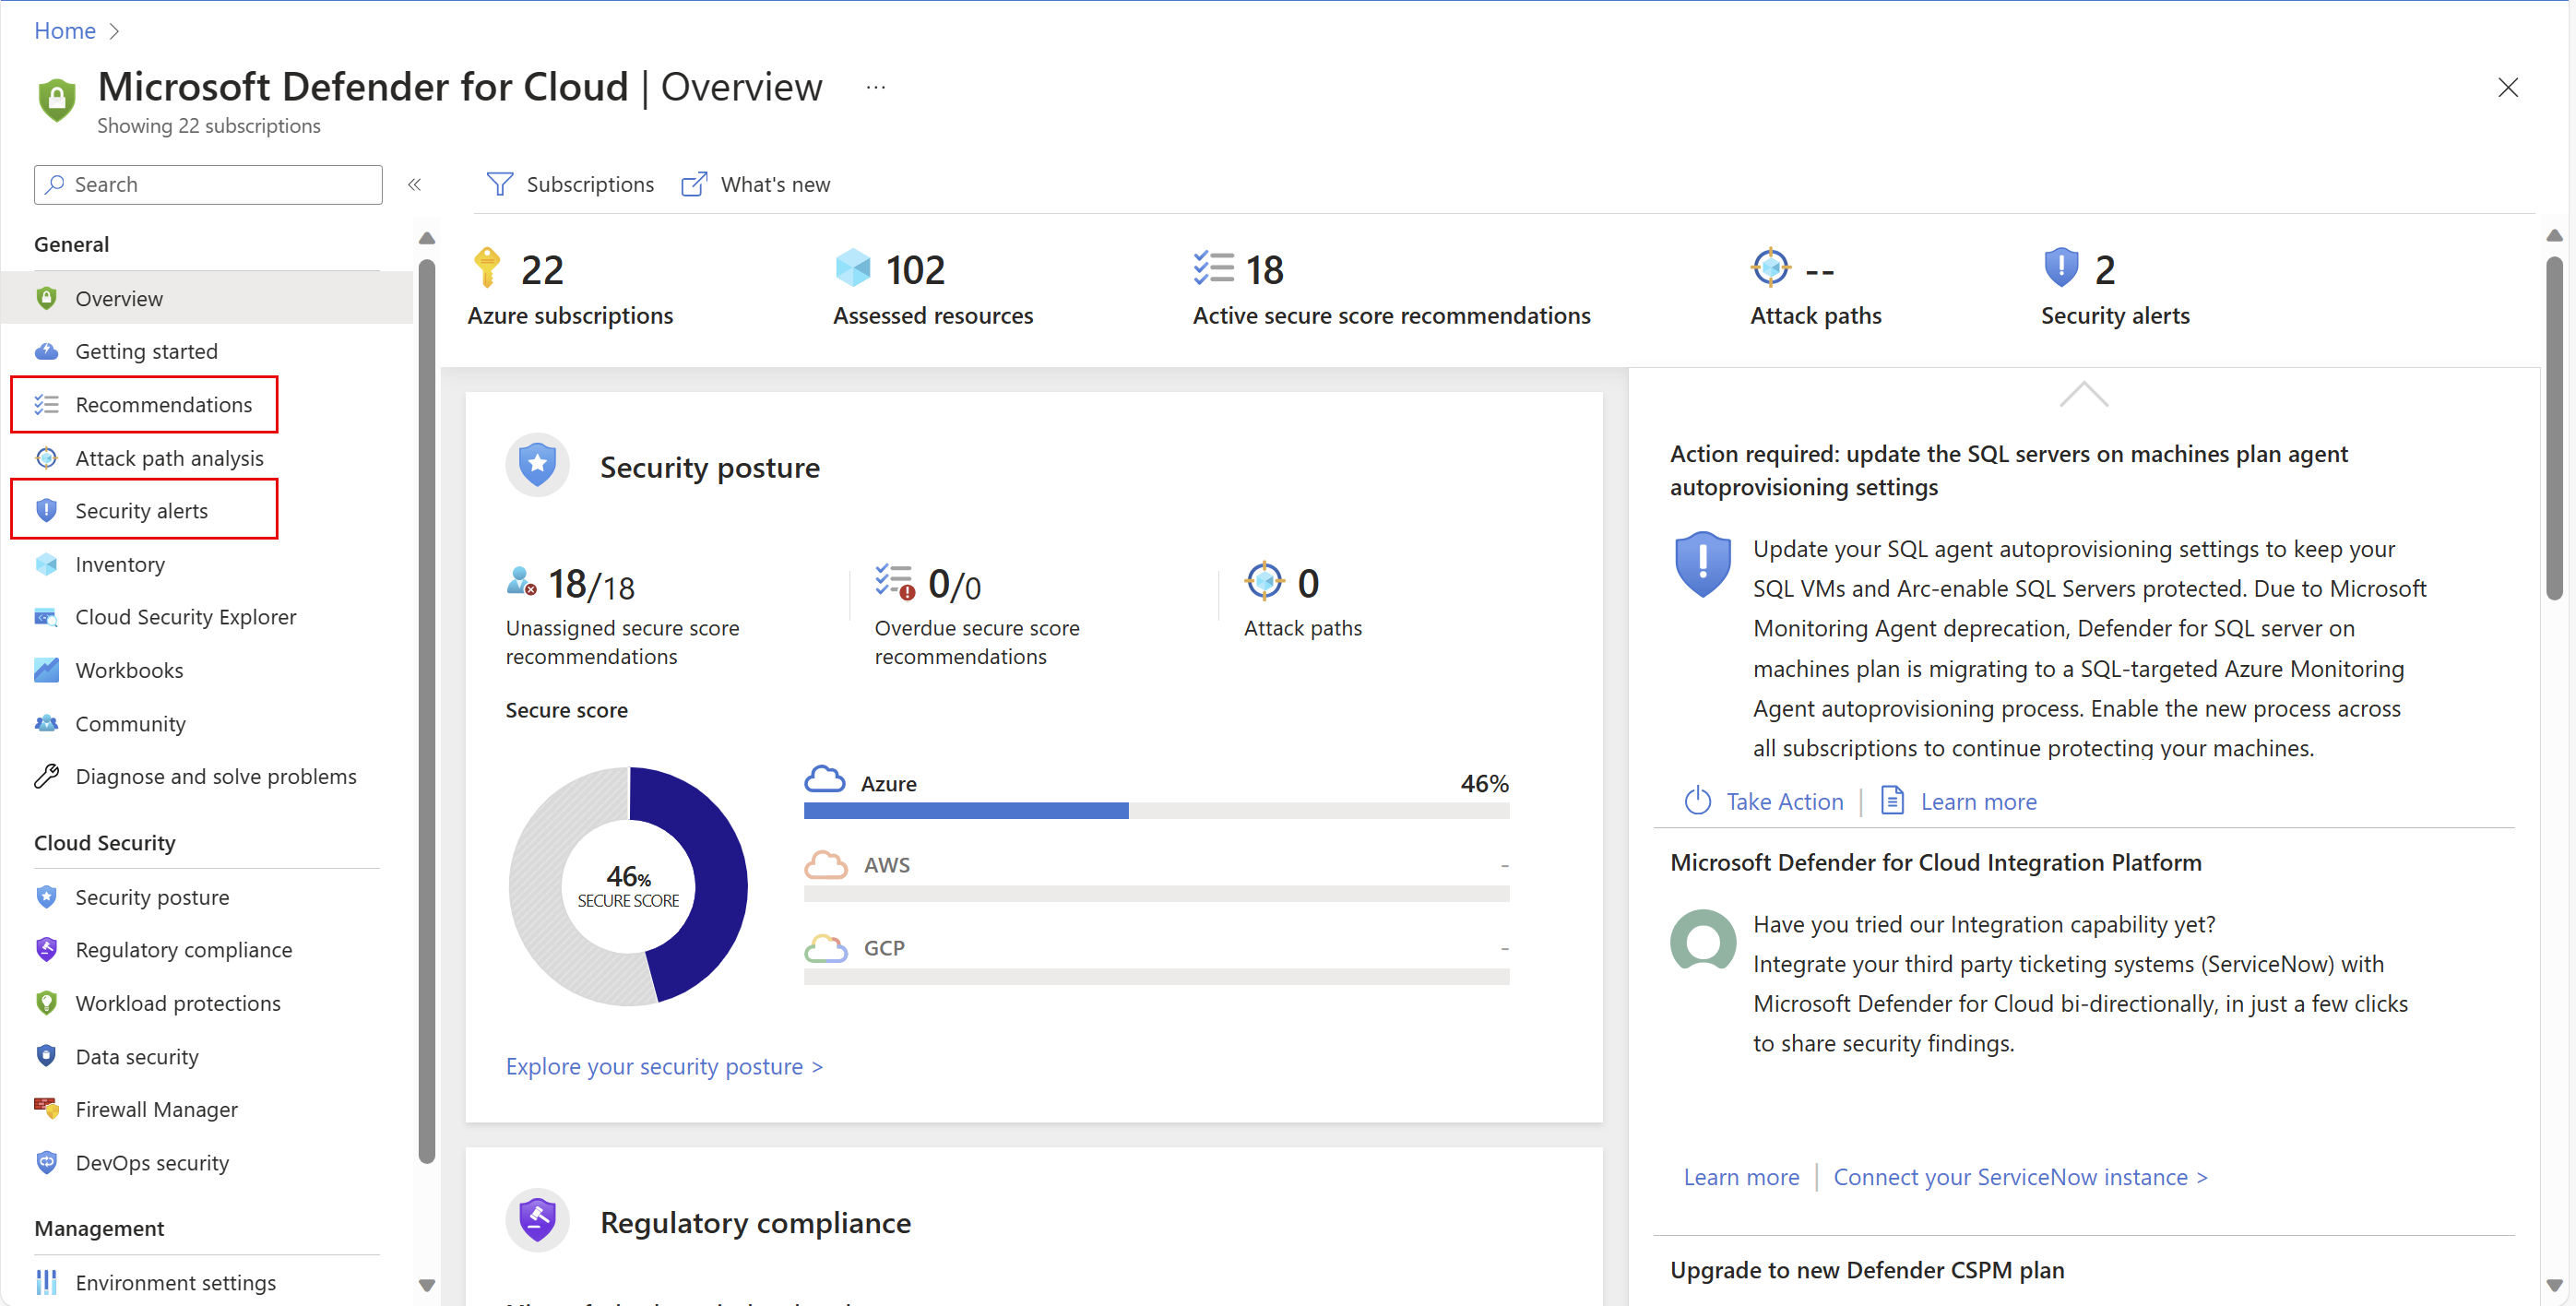 Home
Microsoft Defender for Cloud | Overview ...
Showing 22 subscriptions
Search
Subscriptions
What's new
General
Overview
Getting started
Recommendations
Attack path analysis
Security alerts
Inventory
Cloud Security Explorer
Workbooks
Community
Diagnose and solve problems
Cloud Security
Security posture
Regulatory compliance
Workload protections
Data security
Firewall Manager
DevOps security
Management
Environment settings
22
Azure subscriptions
102
Assessed resources
18
Active secure score recommendations
--
Attack paths
2
Security alerts
Security posture
18/18
Unassigned secure score
recommendations
0/0
Overdue secure score
recommendations
0
Attack paths
Secure score
46%
SECURE SCORE
Azure 46%
AWS -
GCP -
Explore your security posture >
Regulatory compliance
Action required: update the SQL servers on machines plan agent
autoprovisioning settings
Update your SQL agent autoprovisioning settings to keep your
SQL VMs and Arc-enable SQL Servers protected. Due to Microsoft
Monitoring Agent deprecation, Defender for SQL server on
machines plan is migrating to a SQL-targeted Azure Monitoring
Agent autoprovisioning process. Enable the new process across
all subscriptions to continue protecting your machines.
Take Action | Learn more
Microsoft Defender for Cloud Integration Platform
Have you tried our Integration capability yet?
Integrate your third party ticketing systems (ServiceNow) with
Microsoft Defender for Cloud bi-directionally, in just a few clicks
to share security findings.
Learn more | Connect your ServiceNow instance >
Upgrade to new Defender CSPM plan